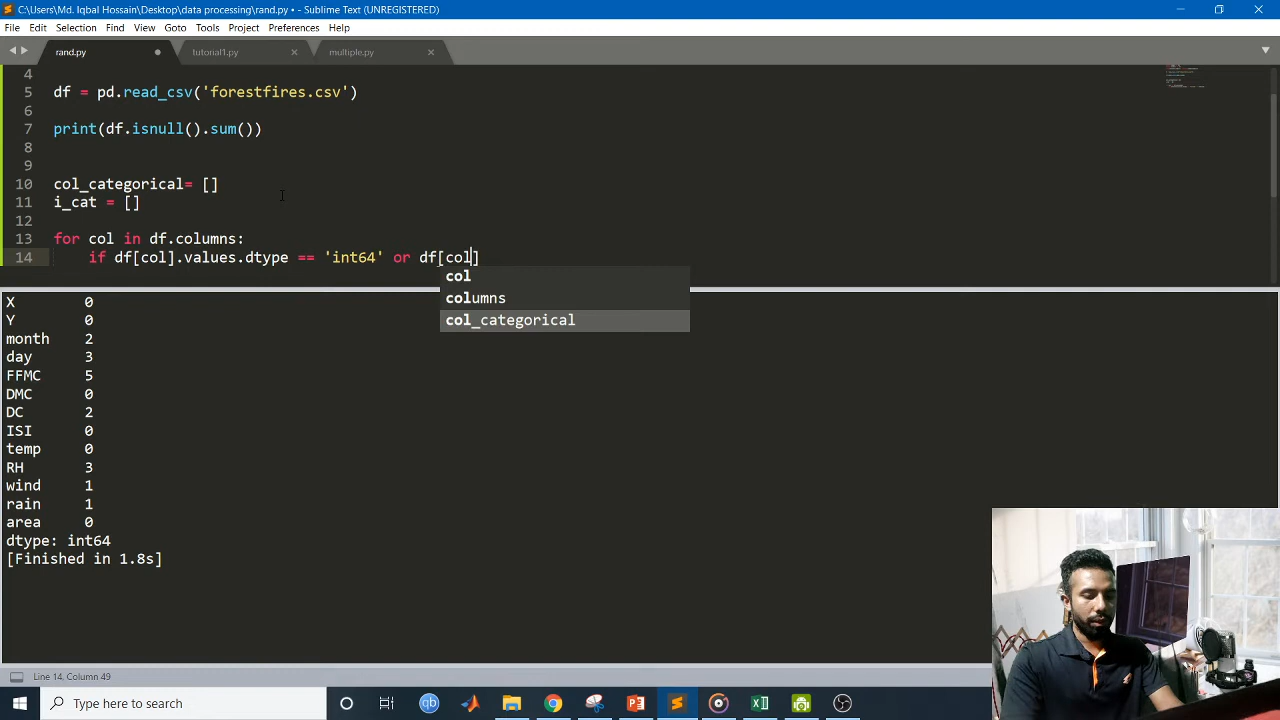 C:\Users\Md. Iqbal Hossain\Desktop\data processing\rand.py • - Sublime Text (UNREGISTERED)
File Edit Selection Find View Goto Tools Project Preferences Help
rand.py tutorial1.py multiple.py
4
5 df = pd.read_csv('forestfires.csv')
6
7 print(df.isnull().sum())
8
9
10 col_categorical= []
11 i_cat = []
12
13 for col in df.columns:
14 if df[col].values.dtype == 'int64' or df[col]
col
columns
col_categorical
X 0
Y 0
month 2
day 3
FFMC 5
DMC 0
DC 2
ISI 0
temp 0
RH 3
wind 1
rain 1
area 0
dtype: int64
[Finished in 1.8s]
Line 14, Column 49
Type here to search